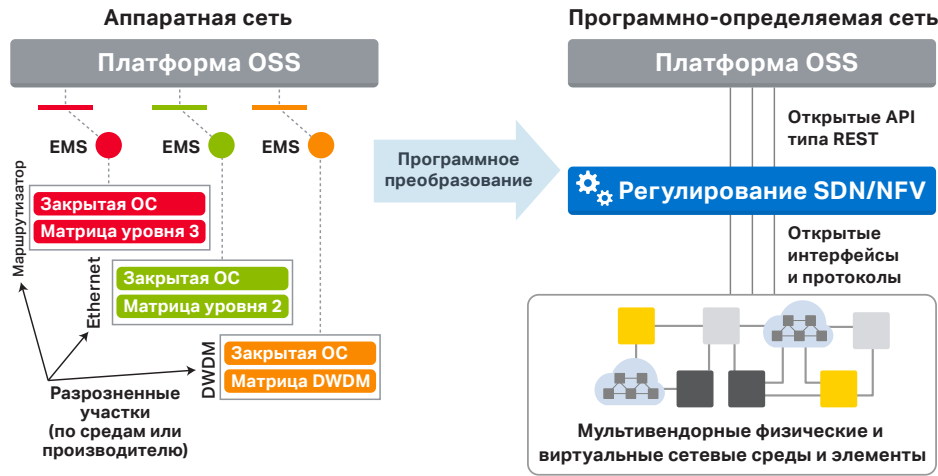 Аппаратная сеть
Платформа OSS
EMS
EMS
EMS
Маршрутизатор
Закрытая ОС
Матрица уровня 3
Ethernet
Закрытая ОС
Матрица уровня 2
DWDM
Закрытая ОС
Матрица DWDM
Разрозненные
участки
(по средам или
производителю)
Программное
преобразование
Программно-определяемая сеть
Платформа OSS
Открытые API
типа REST
Регулирование SDN/NFV
Открытые
интерфейсы
и протоколы
Мультивендорные физические и
виртуальные сетевые среды и элементы